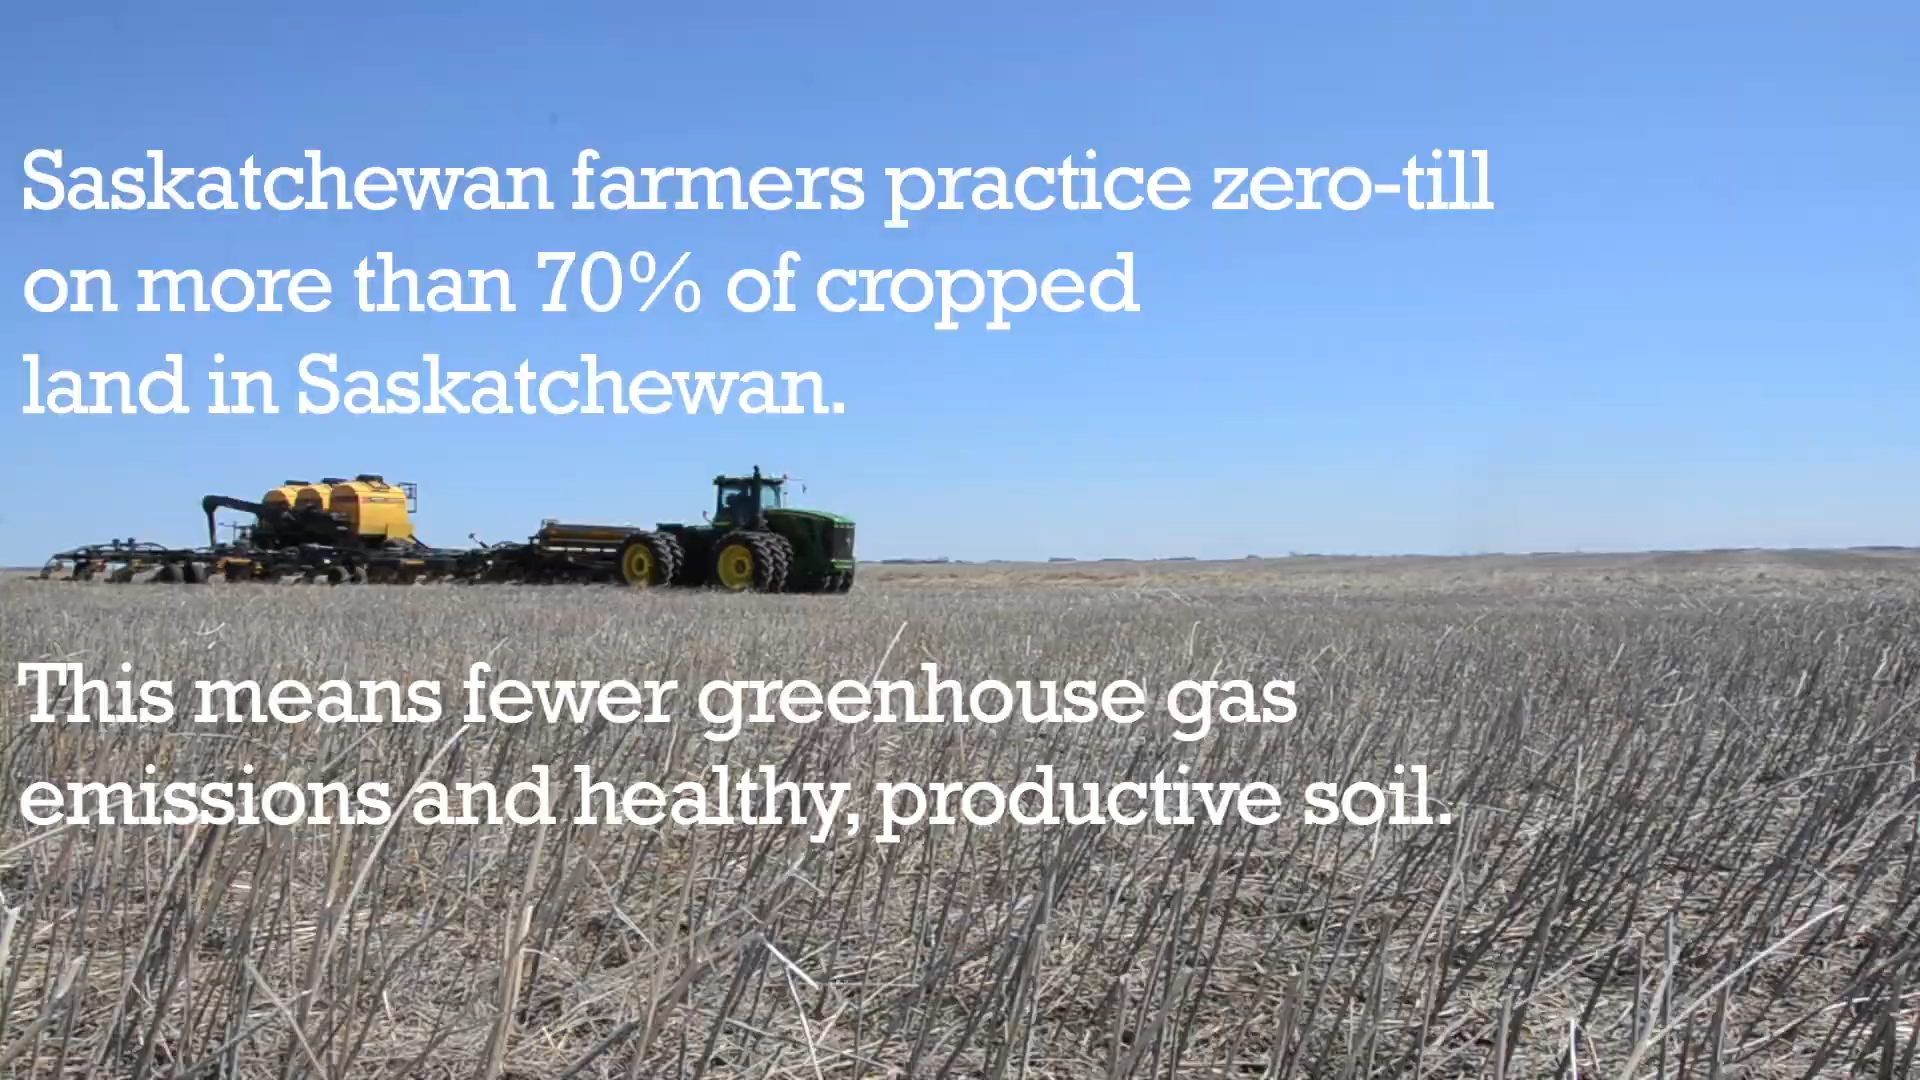 Saskatchewan farmers practice zero-till
on more than 70% of cropped
land in Saskatchewan.
This means fewer greenhouse gas
emissions and healthy, productive soil.